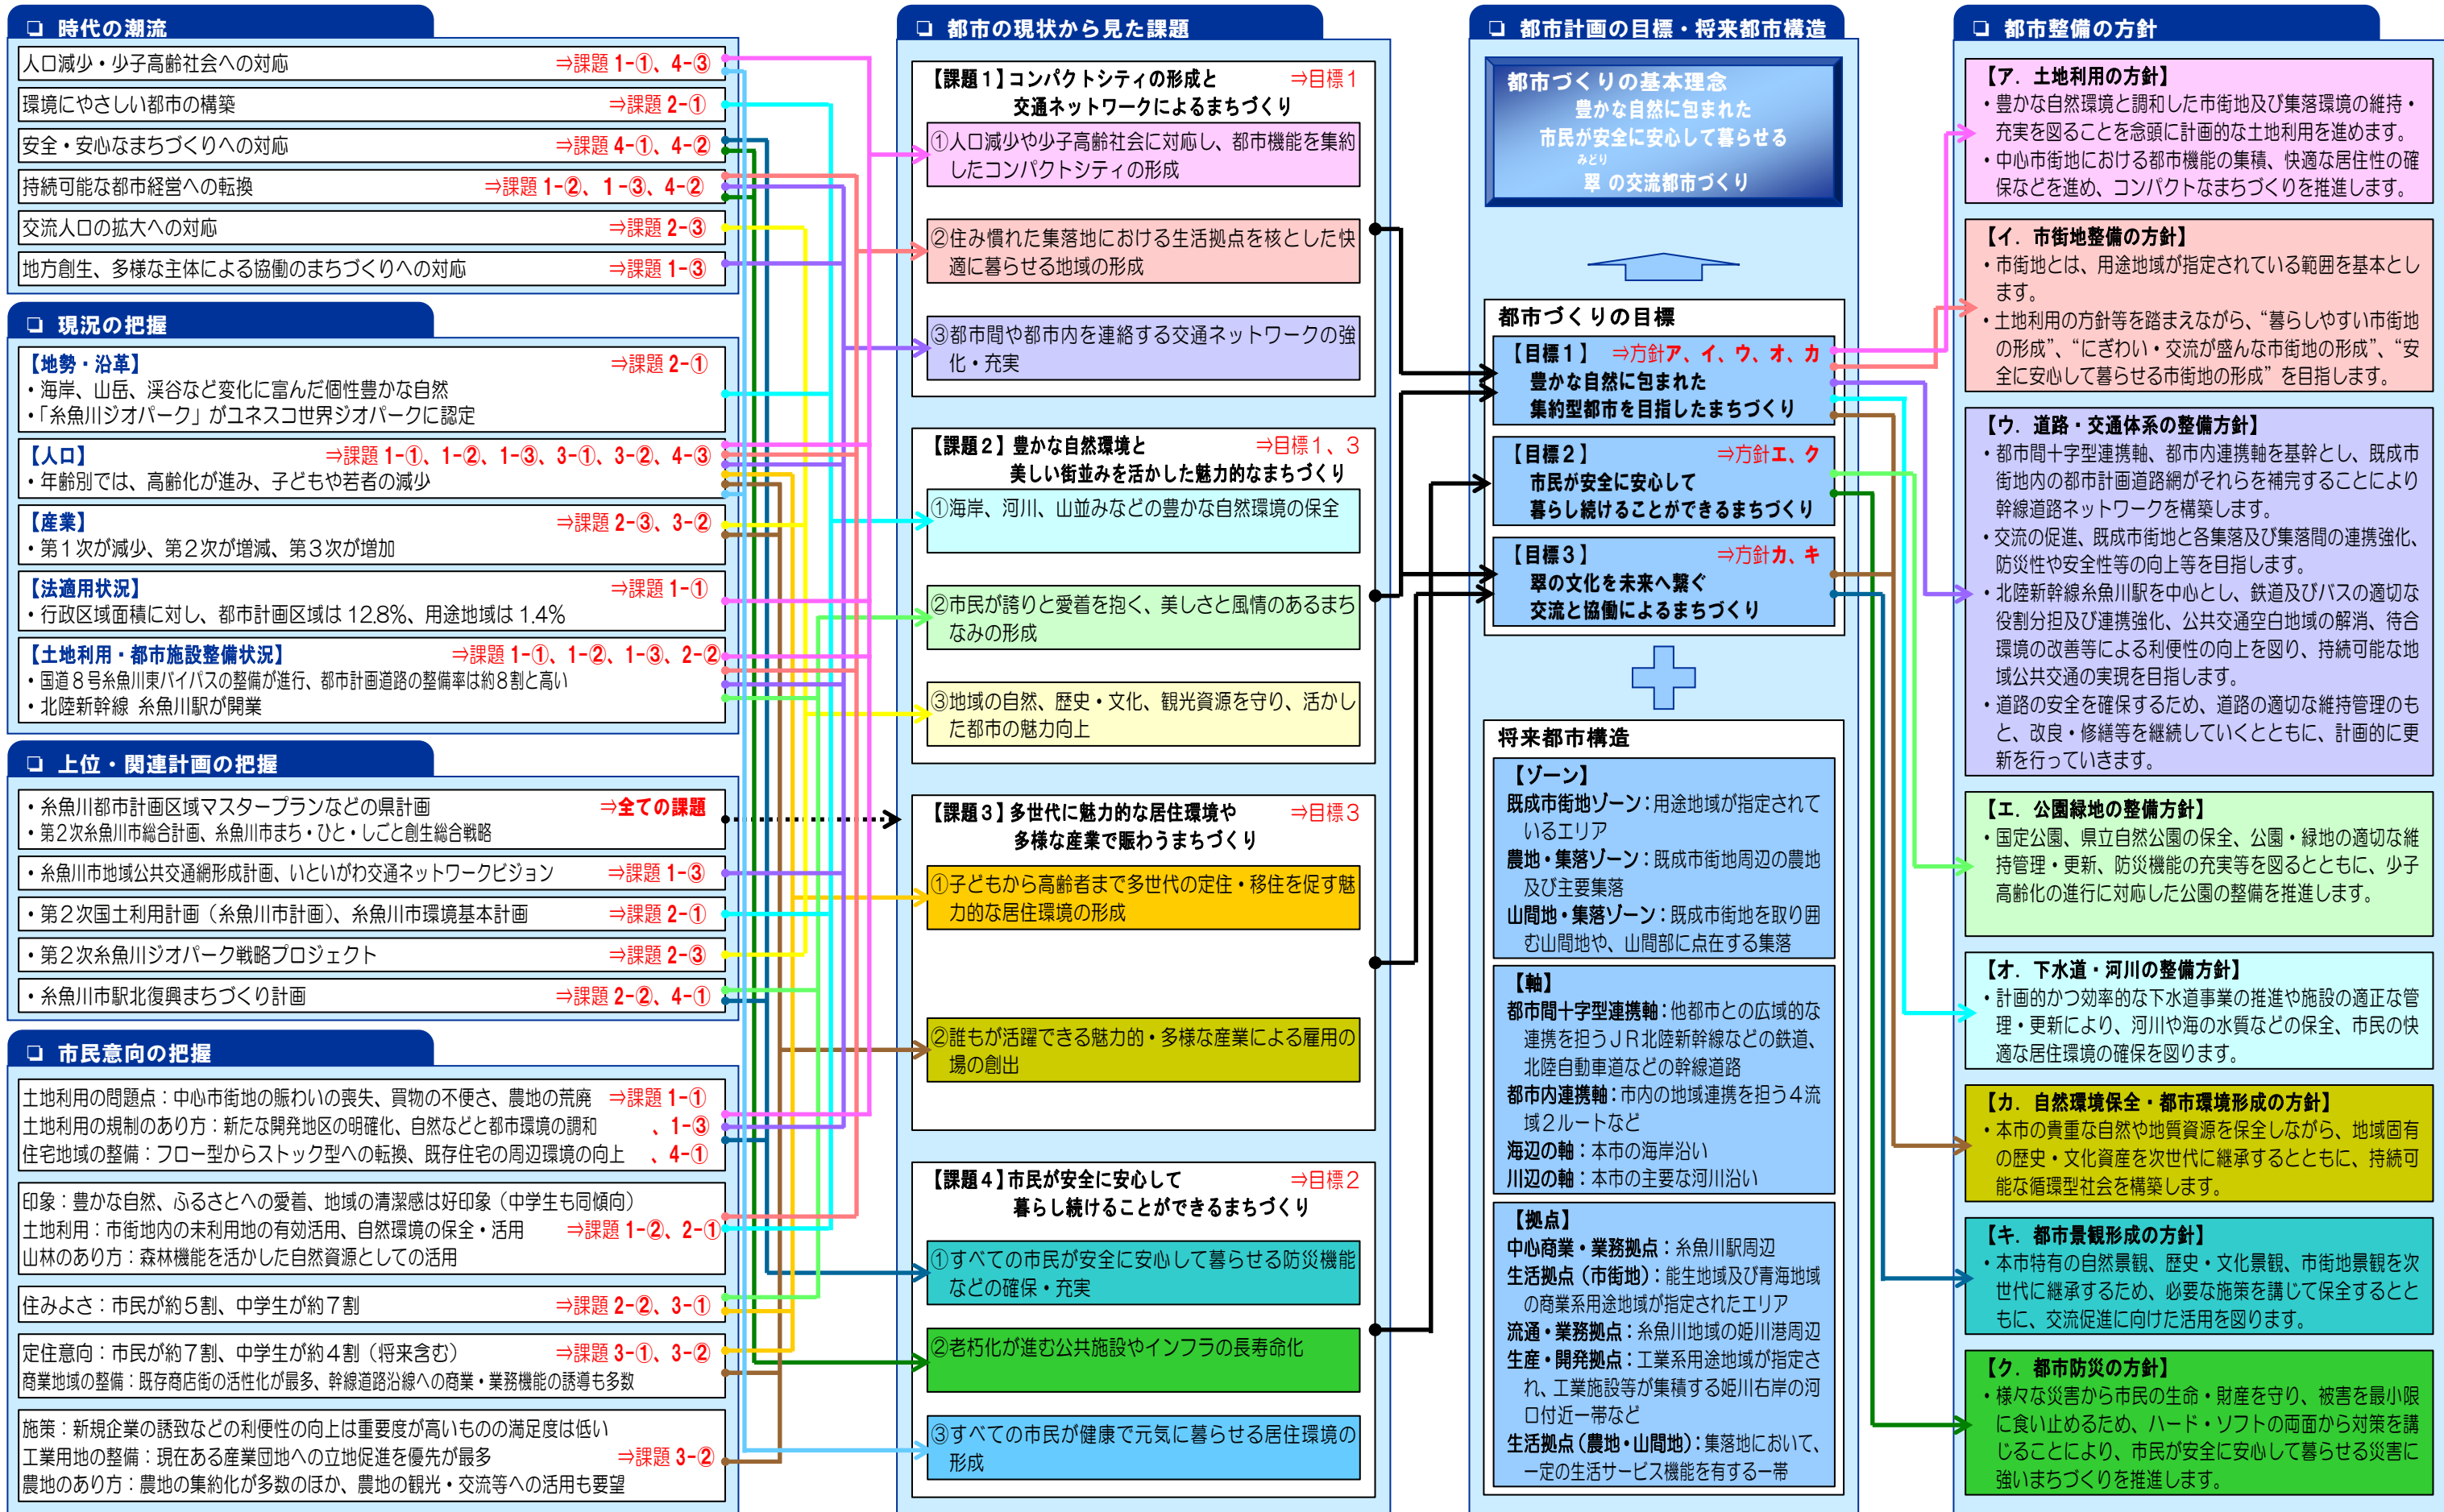 ❏ 時代の潮流
人口減少・少子高齢社会への対応 ⇒課題 1-①、4-③
環境にやさしい都市の構築 ⇒課題 2-①
安全・安心なまちづくりへの対応 ⇒課題 4-①、4-②
持続可能な都市経営への転換 ⇒課題 1-②、1-③、4-②
交流人口の拡大への対応 ⇒課題 2-③
地方創生、多様な主体による協働のまちづくりへの対応 ⇒課題 1-③
❏ 現況の把握
【地勢・沿革】 ⇒課題 2-①
・海岸、山岳、渓谷など変化に富んだ個性豊かな自然
・「糸魚川ジオパーク」がユネスコ世界ジオパークに認定
【人口】 ⇒課題 1-①、1-②、1-③、3-①、3-②、4-③
・年齢別では、高齢化が進み、子どもや若者の減少
【産業】 ⇒課題 2-③、3-②
・第１次が減少、第２次が増減、第３次が増加
【法適用状況】 ⇒課題 1-①
・行政区域面積に対し、都市計画区域は 12.8%、用途地域は 1.4%
【土地利用・都市施設整備状況】 ⇒課題 1-①、1-②、1-③、2-②
・国道８号糸魚川東バイパスの整備が進行、都市計画道路の整備率は約８割と高い
・北陸新幹線 糸魚川駅が開業
❏ 上位・関連計画の把握
・糸魚川都市計画区域マスタープランなどの県計画 ⇒全ての課題
・第２次糸魚川市総合計画、糸魚川市まち・ひと・しごと創生総合戦略
・糸魚川市地域公共交通網形成計画、いといがわ交通ネットワークビジョン ⇒課題 1-③
・第２次国土利用計画（糸魚川市計画）、糸魚川市環境基本計画 ⇒課題 2-①
・第２次糸魚川ジオパーク戦略プロジェクト ⇒課題 2-③
・糸魚川市駅北復興まちづくり計画 ⇒課題 2-②、4-①
❏ 市民意向の把握
土地利用の問題点：中心市街地の賑わいの喪失、買物の不便さ、農地の荒廃 ⇒課題 1-①
土地利用の規制のあり方：新たな開発地区の明確化、自然などと都市環境の調和 、1-③
住宅地域の整備：フロー型からストック型への転換、既存住宅の周辺環境の向上 、4-①
印象：豊かな自然、ふるさとへの愛着、地域の清潔感は好印象（中学生も同傾向）
土地利用：市街地内の未利用地の有効活用、自然環境の保全・活用 ⇒課題 1-②、2-①
山林のあり方：森林機能を活かした自然資源としての活用
住みよさ：市民が約５割、中学生が約７割 ⇒課題 2-②、3-①
定住意向：市民が約７割、中学生が約４割（将来含む） ⇒課題 3-①、3-②
商業地域の整備：既存商店街の活性化が最多、幹線道路沿線への商業・業務機能の誘導も多数
施策：新規企業の誘致などの利便性の向上は重要度が高いものの満足度は低い
工業用地の整備：現在ある産業団地への立地促進を優先が最多 ⇒課題 3-②
農地のあり方：農地の集約化が多数のほか、農地の観光・交流等への活用も要望
❏ 都市の現状から見た課題
【課題１】コンパクトシティの形成と ⇒目標１
交通ネットワークによるまちづくり
①人口減少や少子高齢社会に対応し、都市機能を集約
したコンパクトシティの形成
②住み慣れた集落地における生活拠点を核とした快
適に暮らせる地域の形成
③都市間や都市内を連絡する交通ネットワークの強
化・充実
【課題２】豊かな自然環境と ⇒目標１、３
美しい街並みを活かした魅力的なまちづくり
①海岸、河川、山並みなどの豊かな自然環境の保全
②市民が誇りと愛着を抱く、美しさと風情のあるまち
なみの形成
③地域の自然、歴史・文化、観光資源を守り、活かし
た都市の魅力向上
【課題３】多世代に魅力的な居住環境や ⇒目標３
多様な産業で賑わうまちづくり
①子どもから高齢者まで多世代の定住・移住を促す魅
力的な居住環境の形成
②誰もが活躍できる魅力的・多様な産業による雇用の
場の創出
【課題４】市民が安全に安心して ⇒目標２
暮らし続けることができるまちづくり
①すべての市民が安全に安心して暮らせる防災機能
などの確保・充実
②老朽化が進む公共施設やインフラの長寿命化
③すべての市民が健康で元気に暮らせる居住環境の
形成
❏ 都市計画の目標・将来都市構造
都市づくりの基本理念
豊かな自然に包まれた
市民が安全に安心して暮らせる
みどり
翠 の交流都市づくり
都市づくりの目標
【目標１】 ⇒方針ア、イ、ウ、オ、カ
豊かな自然に包まれた
集約型都市を目指したまちづくり
【目標２】 ⇒方針エ、ク
市民が安全に安心して
暮らし続けることができるまちづくり
【目標３】 ⇒方針カ、キ
翠の文化を未来へ繋ぐ
交流と協働によるまちづくり
将来都市構造
【ゾーン】
既成市街地ゾーン：用途地域が指定されて
いるエリア
農地・集落ゾーン：既成市街地周辺の農地
及び主要集落
山間地・集落ゾーン：既成市街地を取り囲
む山間地や、山間部に点在する集落
【軸】
都市間十字型連携軸：他都市との広域的な
連携を担うＪＲ北陸新幹線などの鉄道、
北陸自動車道などの幹線道路
都市内連携軸：市内の地域連携を担う４流
域２ルートなど
海辺の軸：本市の海岸沿い
川辺の軸：本市の主要な河川沿い
【拠点】
中心商業・業務拠点：糸魚川駅周辺
生活拠点（市街地）：能生地域及び青海地域
の商業系用途地域が指定されたエリア
流通・業務拠点：糸魚川地域の姫川港周辺
生産・開発拠点：工業系用途地域が指定さ
れ、工業施設等が集積する姫川右岸の河
口付近一帯など
生活拠点（農地・山間地）：集落地において、
一定の生活サービス機能を有する一帯
❏ 都市整備の方針
【ア．土地利用の方針】
・豊かな自然環境と調和した市街地及び集落環境の維持・
充実を図ることを念頭に計画的な土地利用を進めます。
・中心市街地における都市機能の集積、快適な居住性の確
保などを進め、コンパクトなまちづくりを推進します。
【イ．市街地整備の方針】
・市街地とは、用途地域が指定されている範囲を基本とし
ます。
・土地利用の方針等を踏まえながら、“暮らしやすい市街地
の形成”、“にぎわい・交流が盛んな市街地の形成”、“安
全に安心して暮らせる市街地の形成” を目指します。
【ウ．道路・交通体系の整備方針】
・都市間十字型連携軸、都市内連携軸を基幹とし、既成市
街地内の都市計画道路網がそれらを補完することにより
幹線道路ネットワークを構築します。
・交流の促進、既成市街地と各集落及び集落間の連携強化、
防災性や安全性等の向上等を目指します。
・北陸新幹線糸魚川駅を中心とし、鉄道及びバスの適切な
役割分担及び連携強化、公共交通空白地域の解消、待合
環境の改善等による利便性の向上を図り、持続可能な地
域公共交通の実現を目指します。
・道路の安全を確保するため、道路の適切な維持管理のも
と、改良・修繕等を継続していくとともに、計画的に更
新を行っていきます。
【エ．公園緑地の整備方針】
・国定公園、県立自然公園の保全、公園・緑地の適切な維
持管理・更新、防災機能の充実等を図るとともに、少子
高齢化の進行に対応した公園の整備を推進します。
【オ．下水道・河川の整備方針】
・計画的かつ効率的な下水道事業の推進や施設の適正な管
理・更新により、河川や海の水質などの保全、市民の快
適な居住環境の確保を図ります。
【カ．自然環境保全・都市環境形成の方針】
・本市の貴重な自然や地質資源を保全しながら、地域固有
の歴史・文化資産を次世代に継承するとともに、持続可
能な循環型社会を構築します。
【キ．都市景観形成の方針】
・本市特有の自然景観、歴史・文化景観、市街地景観を次
世代に継承するため、必要な施策を講じて保全するとと
もに、交流促進に向けた活用を図ります。
【ク．都市防災の方針】
・様々な災害から市民の生命・財産を守り、被害を最小限
に食い止めるため、ハード・ソフトの両面から対策を講
じることにより、市民が安全に安心して暮らせる災害に
強いまちづくりを推進します。